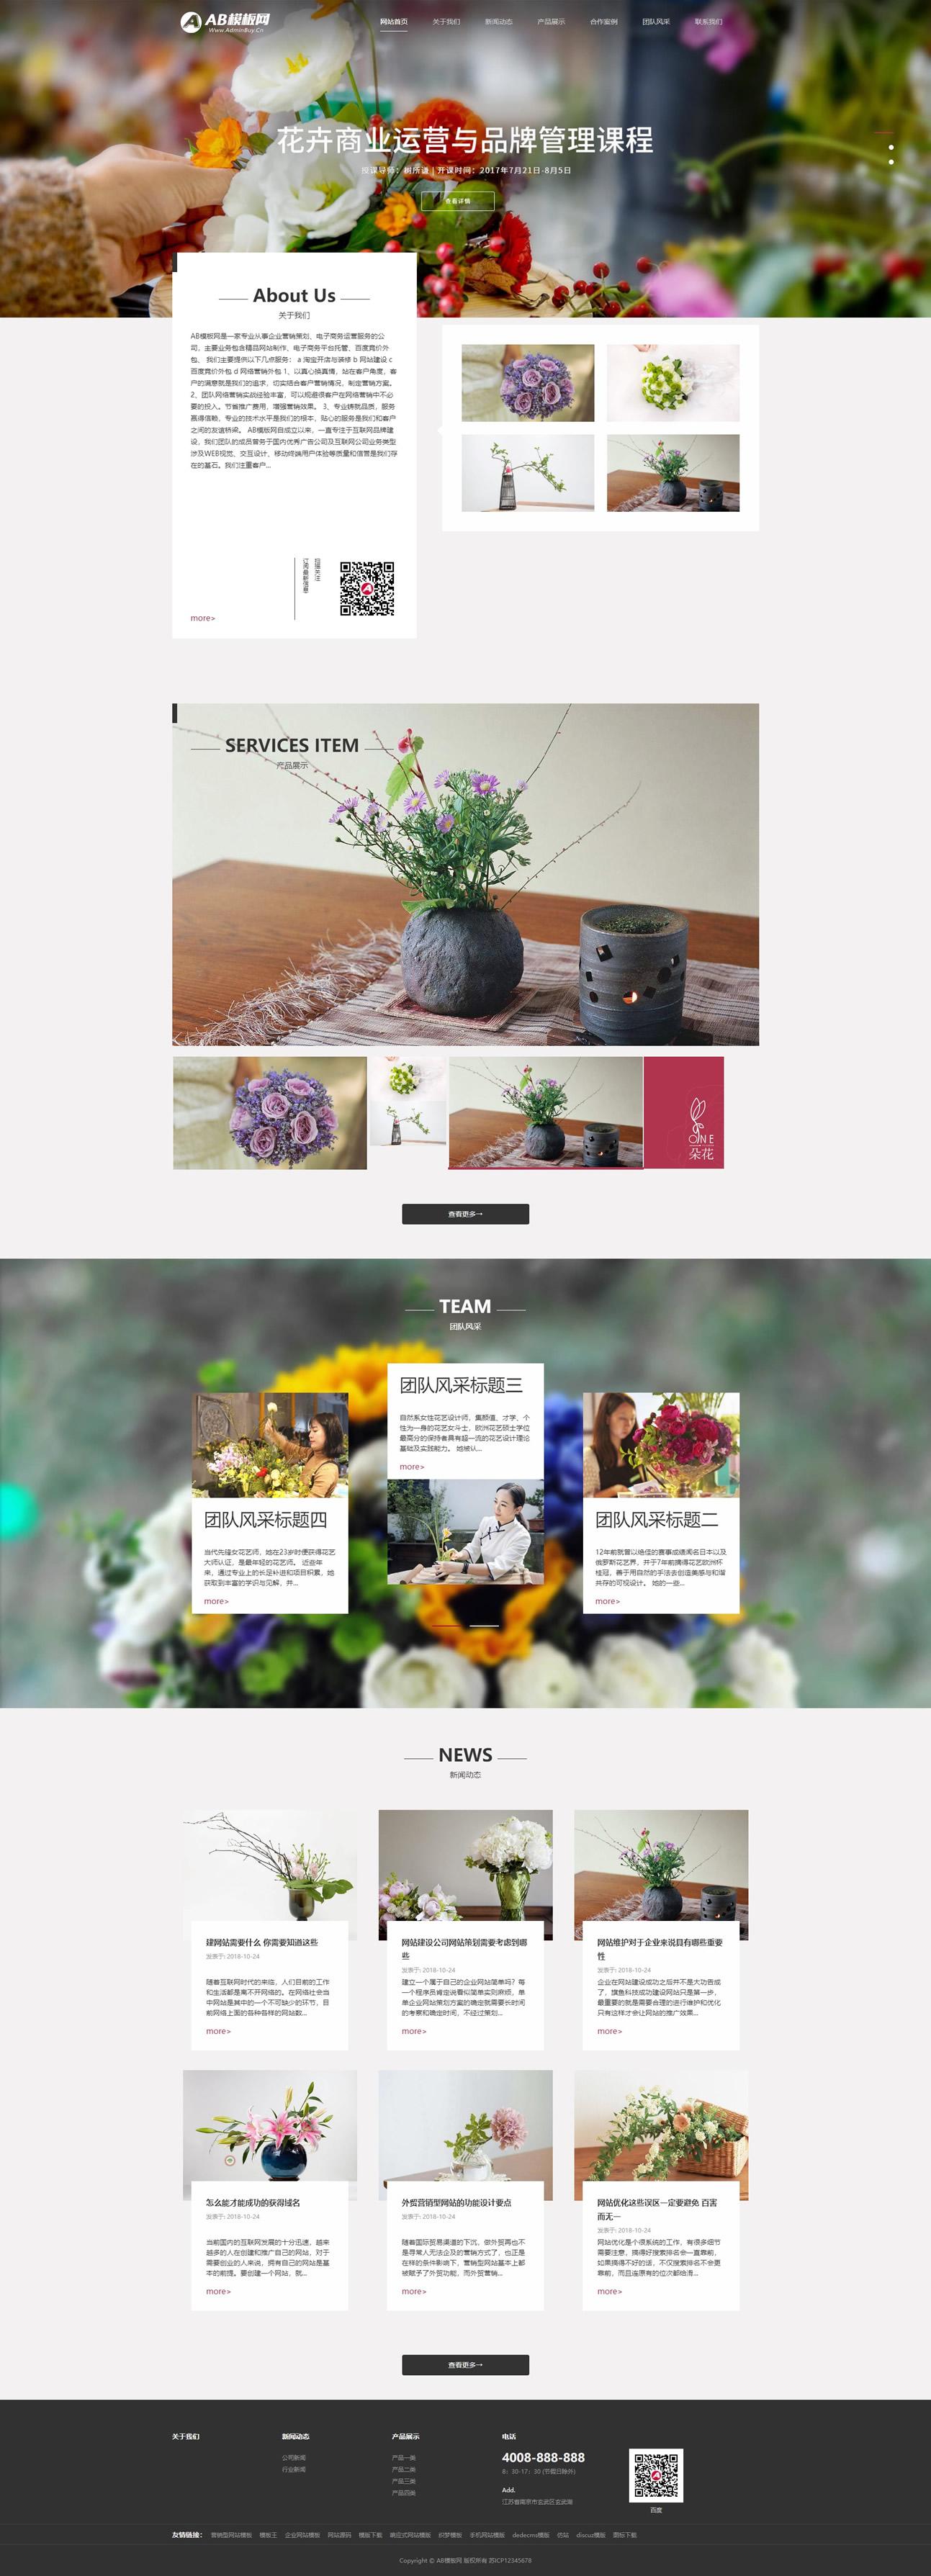 AB模板网
Www.AdminBuy.Cn
网站首页
关于我们
新闻动态
产品展示
合作案例
团队风采
联系我们
花卉商业运营与品牌管理课程
授课导师：树所谓 | 开课时间：2017年7月21日-8月5日
查看详情
About Us
关于我们
AB模板网是一家专业从事企业营销策划、电子商务运营服务的公
司，主要业务包含精品网站制作、电子商务平台托管、百度竞价外
包、 我们主要提供以下几点服务： a 淘宝开店与装修 b 网站建设 c
百度竞价外包 d 网络营销外包 1、以真心换真情，站在客户角度，客
户的满意就是我们的追求，切实结合客户营销情况，制定营销方案。
2、团队网络营销实战经验丰富，可以规避很客户在网络营销中不必
要的投入。节省推广费用，增强营销效果。 3、专业铸就品质，服务
赢得信赖，专业的技术水平是我们的根本，贴心的服务是我们和客户
之间的友谊桥梁。 AB模版网自成立以来，一直专注于互联网品牌建
设，我们团队的成员曾务于国内优秀广告公司及互联网公司业务类型
涉及WEB视觉、交互设计、移动终端用户体验等质量和信誉是我们存
在的基石。我们注重客户...
扫描关注
订阅最新信息
more>
SERVICES ITEM
产品展示
ONE
朵花
查看更多→
TEAM
团队风采
团队风采标题四
当代先锋女花艺师，她在23岁时便获得花艺
大师认证，是最年轻的花艺师。 近些年
来，通过专业上的长足补进和项目积累，她
获取到丰富的学识与见解，并...
more>
团队风采标题三
自然系女性花艺设计师，集颜值、才学、个
性为一身的花艺女斗士，欧洲花艺硕士学位
最高分的保持者具有超一流的花艺设计理论
基础及实践能力。 她被认...
more>
团队风采标题二
12年前就曾以绝佳的赛事成绩闻名日本以及
俄罗斯花艺界，并于7年前摘得花艺欧洲杯
桂冠，善于用自然的手法去创造美感与和谐
共存的可视设计。 她的一些...
more>
NEWS
新闻动态
建网站需要什么 你需要知道这些
发表于: 2018-10-24
随着互联网时代的来临，人们目前的工作
和生活都是离不开网络的。在网络社会当
中网站是其中的一个不可缺少的环节，目
前网络上面的各种各样的网站数...
more>
网站建设公司网站策划需要考虑到哪
些
发表于: 2018-10-24
建立一个属于自己的企业网站简单吗？每
一个程序员肯定说看似简单实则麻烦，单
单企业网站策划方案的确定就需要长时间
的考察和确定时间，不经过策划...
more>
网站维护对于企业来说具有哪些重要
性
发表于: 2018-10-24
企业在网站建设成功之后并不是大功告成
了，旗鱼科技成功建设网站只是第一步，
最重要的就是需要合理的进行维护和优化
只有这样才会让网站的推广效果...
more>
怎么能才能成功的获得域名
发表于: 2018-10-24
当前国内的互联网发展的十分迅速，越来
越多的人在创建和推广自己的网站，对于
需要创业的人来说，拥有自己的网站是基
本的前提。要创建一个网站，就...
more>
外贸营销型网站的功能设计要点
发表于: 2018-10-24
随着国际贸易渠道的下沉，做外贸再也不
是寻常人无法企及的营销方式了，也正是
在样的条件影响下，营销型网站基本上都
被赋予了外贸功能，而外贸营销...
more>
网站优化这些误区一定要避免 百害
而无一
发表于: 2018-10-24
网站优化是个很系统的工作，有很多细节
需要注意，搞得好搜索排名会一直靠前，
如果搞得不好的话，不仅搜索排名不会更
靠前，而且连原有的位次都给滑...
more>
查看更多→
关于我们
新闻动态
公司新闻
行业新闻
产品展示
产品一类
产品二类
产品三类
产品四类
电话
4008-888-888
8：30-17：30 (节假日除外)
Add.
江苏省南京市玄武区玄武湖
百度
友情链接：
营销型网站模板
模板王
企业网站模板
网站源码
模版下载
响应式网站模版
织梦模板
手机网站模版
dedecms模版
仿站
discuz模版
图标下载
Copyright © AB模板网 版权所有 苏ICP12345678